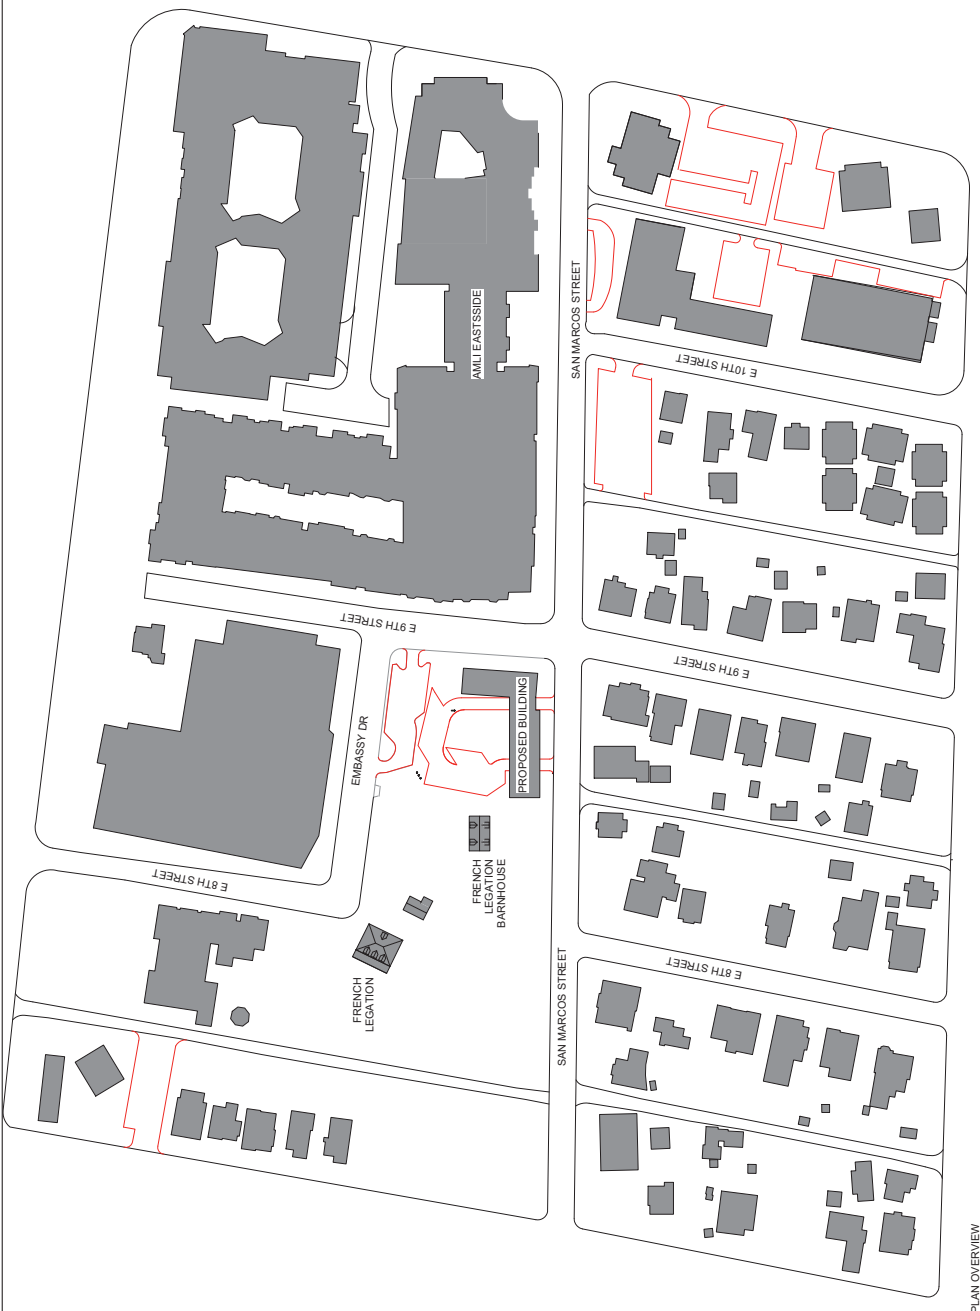 AMLI EASTSSIDE
SAN MARCOS STREET
E 10TH STREET
E 9TH STREET
E 9TH STREET
EMBASSY DR
PROPOSED BUILDING
E 8TH STREET
FRENCH
LEGATION
BARNHOUSE
FRENCH
LEGATION
SAN MARCOS STREET
E 8TH STREET
PLAN OVERVIEW